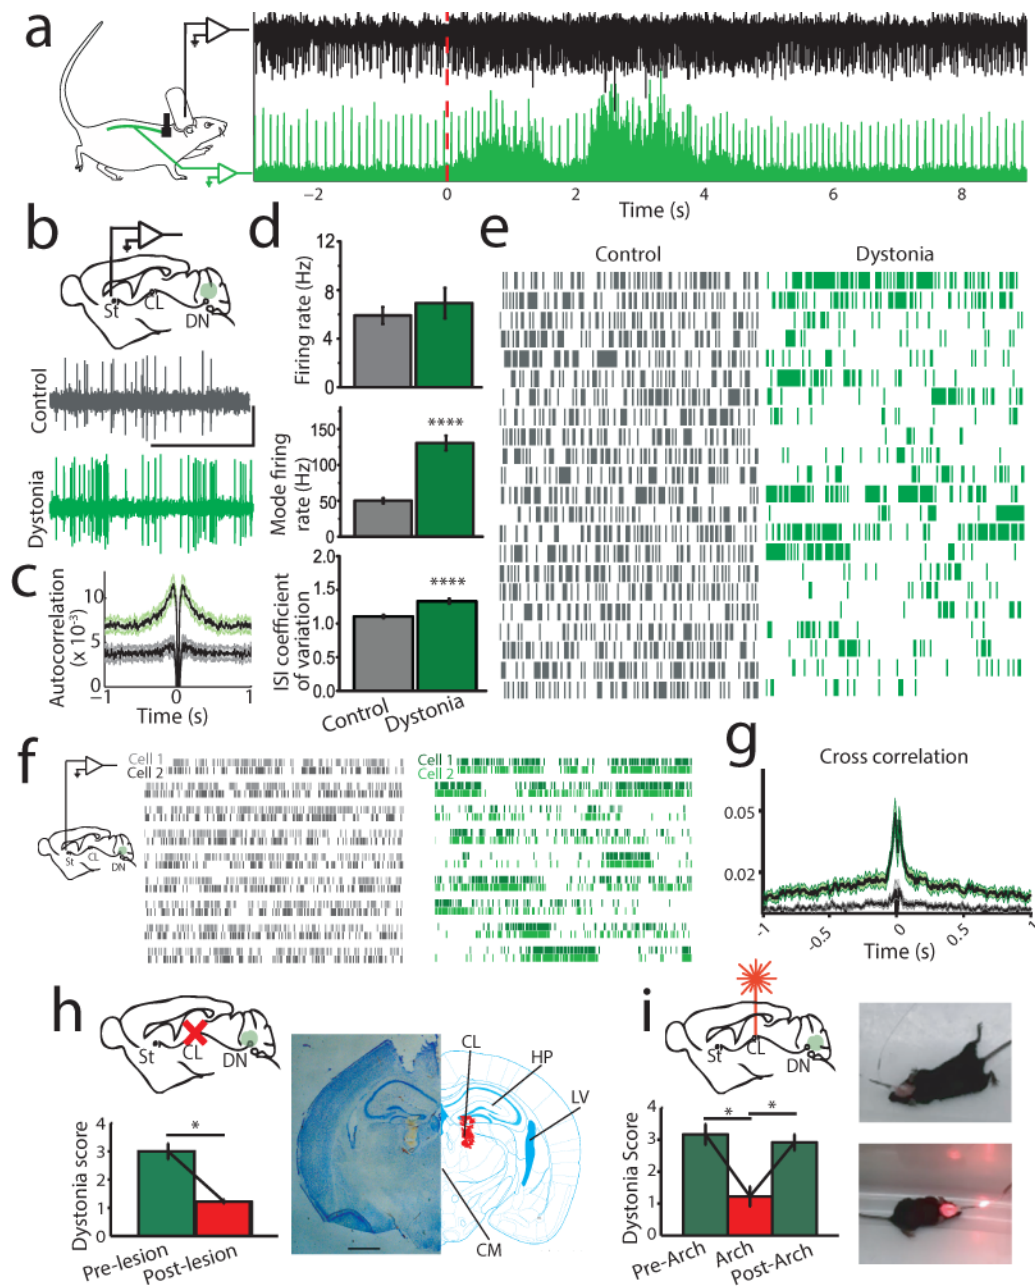 a
−2
0
2
4
6
8
Time (s)
b
St
CL
DN
Control
Dystonia
c
Autocorrelation
(x 10⁻³)
10
5
0
−1
0
1
Time (s)
d
Firing rate (Hz)
12
8
4
0
Mode firing
rate (Hz)
150
100
50
0
****
ISI coefficient
of variation
2.0
1.5
1.0
0.5
0.0
****
Control
Dystonia
e
Control
Dystonia
f
Cell 1
Cell 2
Cell 1
Cell 2
St
CL
DN
g
Cross correlation
0.05
0.02
-1
-0.5
0
0.5
Time (s)
h
St
CL
DN
Dystonia score
4
3
2
1
0
*
Pre-lesion
Post-lesion
CL
HP
LV
CM
i
St
CL
DN
Dystonia Score
4
3
2
1
0
*
*
Pre-Arch
Arch
Post-Arch